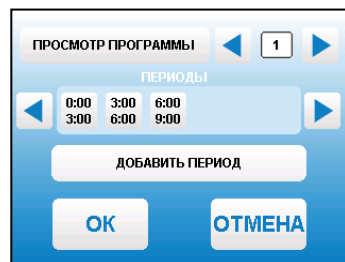 ПРОСМОТР ПРОГРАММЫ 1
ПЕРИОДЫ
0:00 3:00 6:00
3:00 6:00 9:00
ДОБАВИТЬ ПЕРИОД
ОК ОТМЕНА